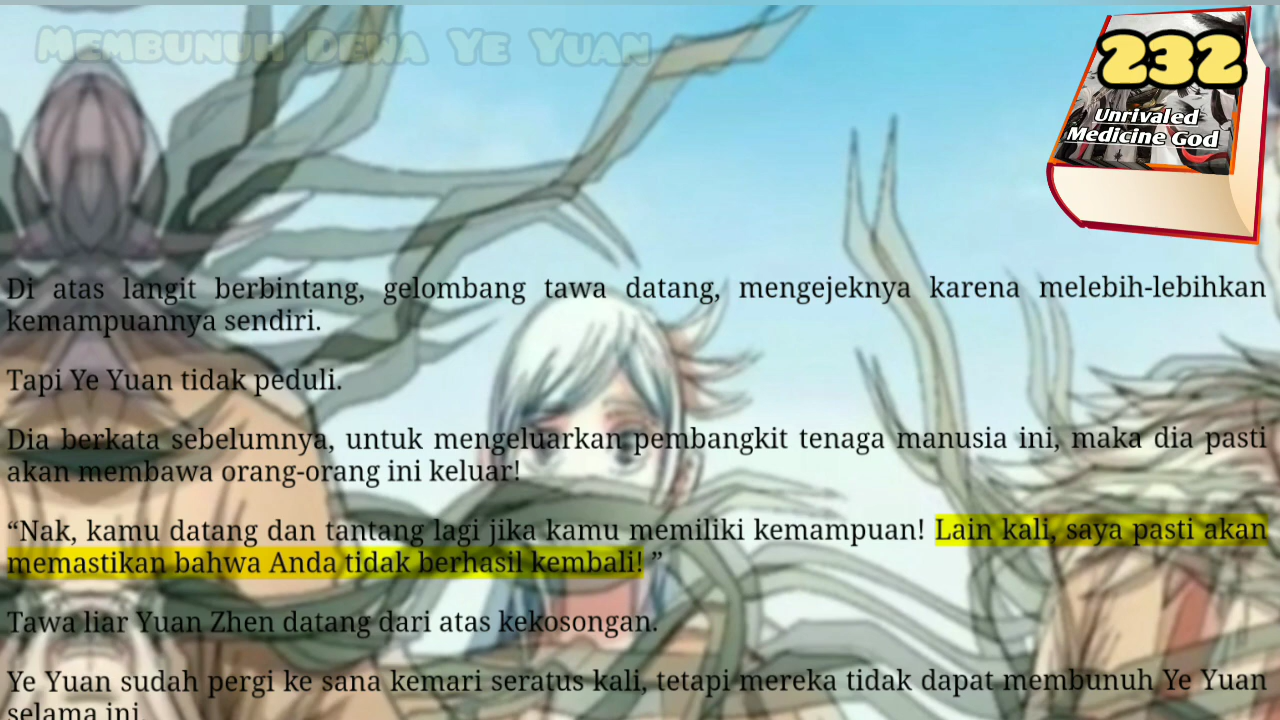 Membunuh Dewa Ye Yuan
232
Unrivaled
Medicine God
Di atas langit berbintang, gelombang tawa datang, mengejeknya karena melebih-lebihkan
kemampuannya sendiri.
Tapi Ye Yuan tidak peduli.
Dia berkata sebelumnya, untuk mengeluarkan pembangkit tenaga manusia ini, maka dia pasti
akan membawa orang-orang ini keluar!
“Nak, kamu datang dan tantang lagi jika kamu memiliki kemampuan! Lain kali, saya pasti akan
memastikan bahwa Anda tidak berhasil kembali! ”
Tawa liar Yuan Zhen datang dari atas kekosongan.
Ye Yuan sudah pergi ke sana kemari seratus kali, tetapi mereka tidak dapat membunuh Ye Yuan
selama ini.